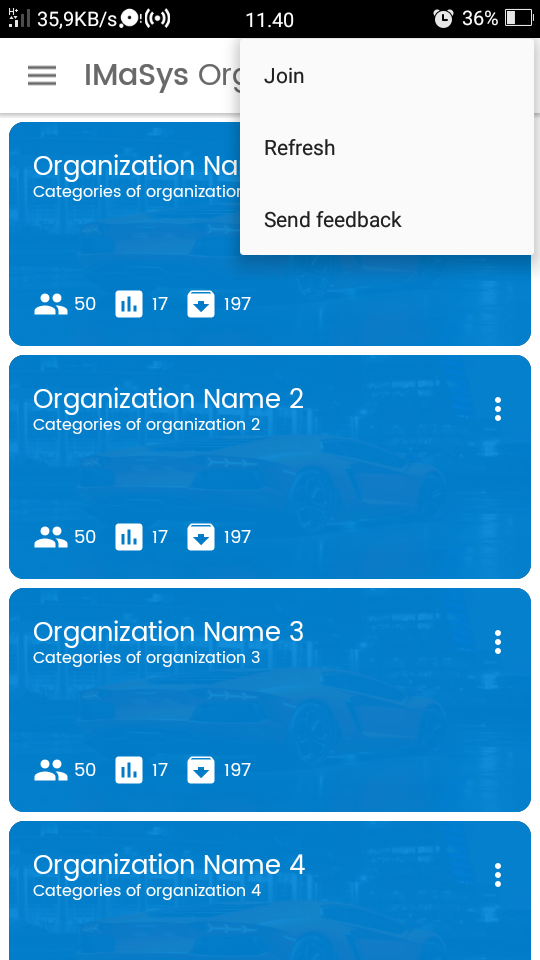 35,9KB/s
11.40
36%
IMaSys Org
Join
Refresh
Send feedback
Organization Na
Categories of organization
50 17 197
Organization Name 2
Categories of organization 2
50 17 197
Organization Name 3
Categories of organization 3
50 17 197
Organization Name 4
Categories of organization 4